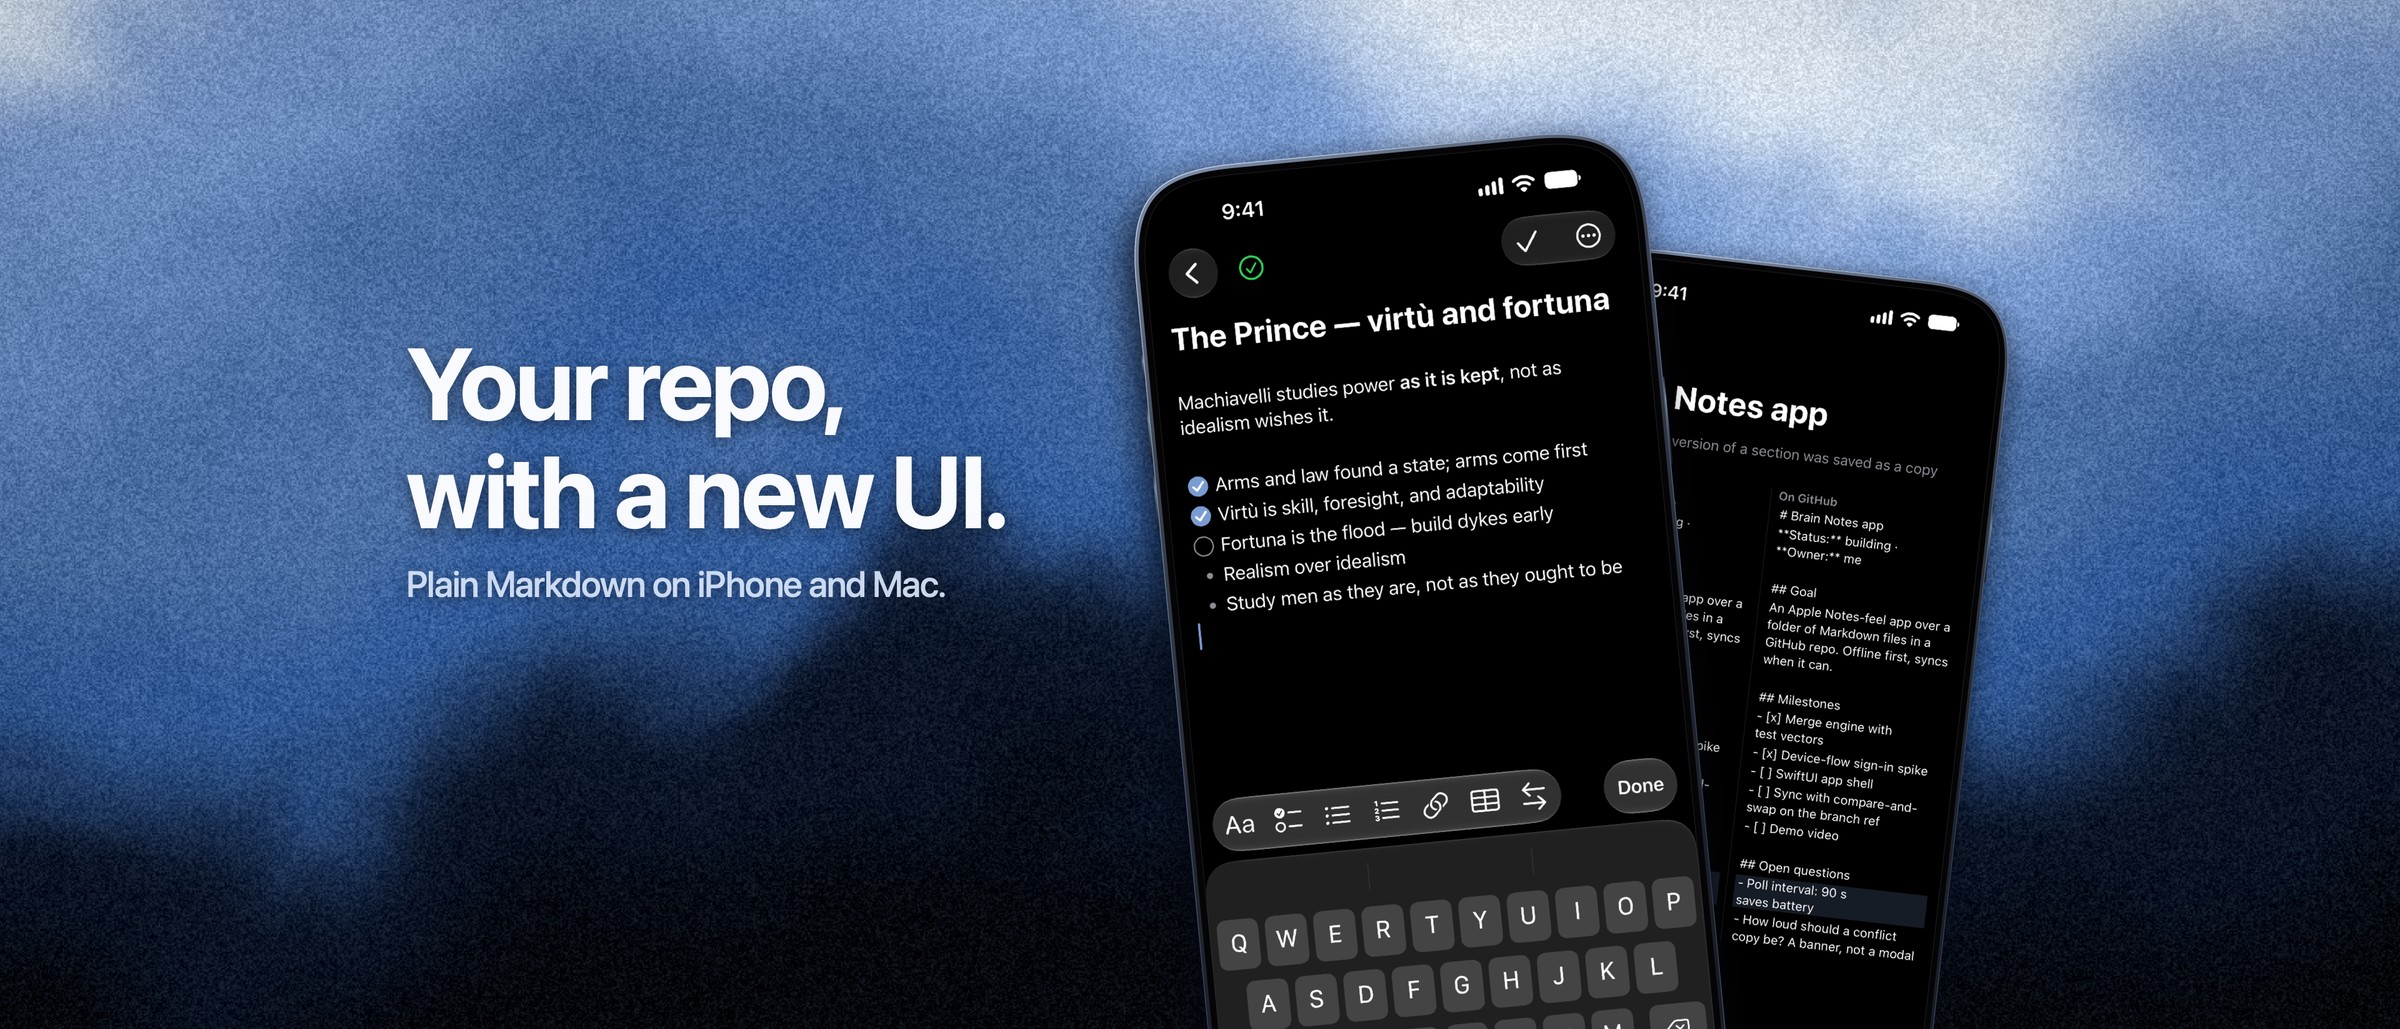 Your repo,
with a new UI.
Plain Markdown on iPhone and Mac.
9:41
The Prince — virtù and fortuna
Machiavelli studies power as it is kept, not as
idealism wishes it.
Arms and law found a state; arms come first
Virtù is skill, foresight, and adaptability
Fortuna is the flood — build dykes early
Realism over idealism
Study men as they are, not as they ought to be
Aa
Done
Q W E R T Y U I O P
A S D F G H J K L
M
9:41
Notes app
version of a section was saved as a copy
g ·
app over a
es in a
rst, syncs
pike
On GitHub
# Brain Notes app
**Status:** building ·
**Owner:** me
## Goal
An Apple Notes-feel app over a
folder of Markdown files in a
GitHub repo. Offline first, syncs
when it can.
## Milestones
- [x] Merge engine with
test vectors
- [x] Device-flow sign-in spike
- [ ] SwiftUI app shell
- [ ] Sync with compare-and-
swap on the branch ref
- [ ] Demo video
## Open questions
- Poll interval: 90 s
saves battery
- How loud should a conflict
copy be? A banner, not a modal